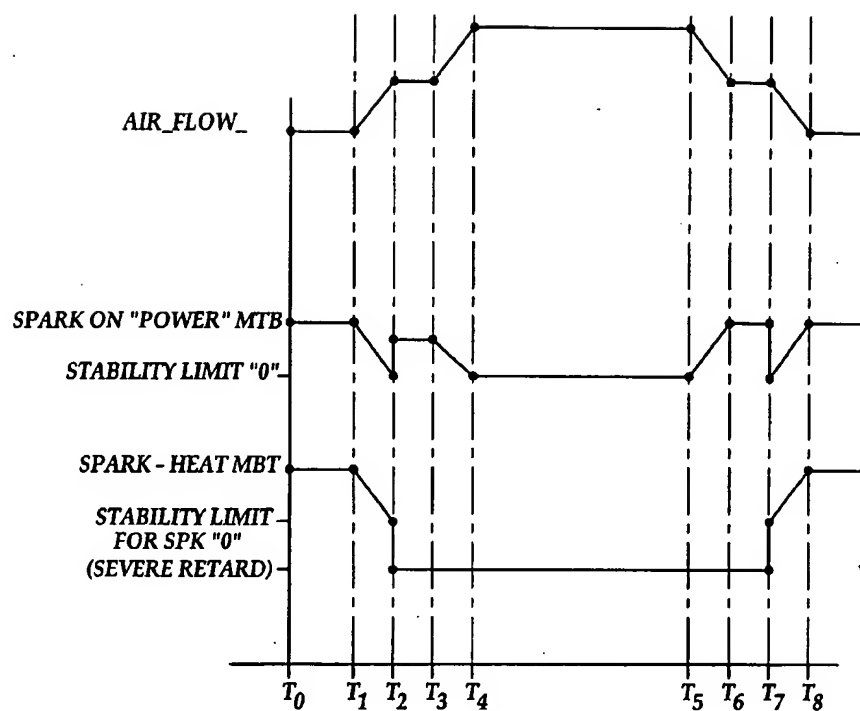 AIR_FLOW_
SPARK ON "POWER" MTB
STABILITY LIMIT "0"
SPARK - HEAT MBT
STABILITY LIMIT
FOR SPK "0"
(SEVERE RETARD)
T0 T1 T2 T3 T4 T5 T6 T7 T8